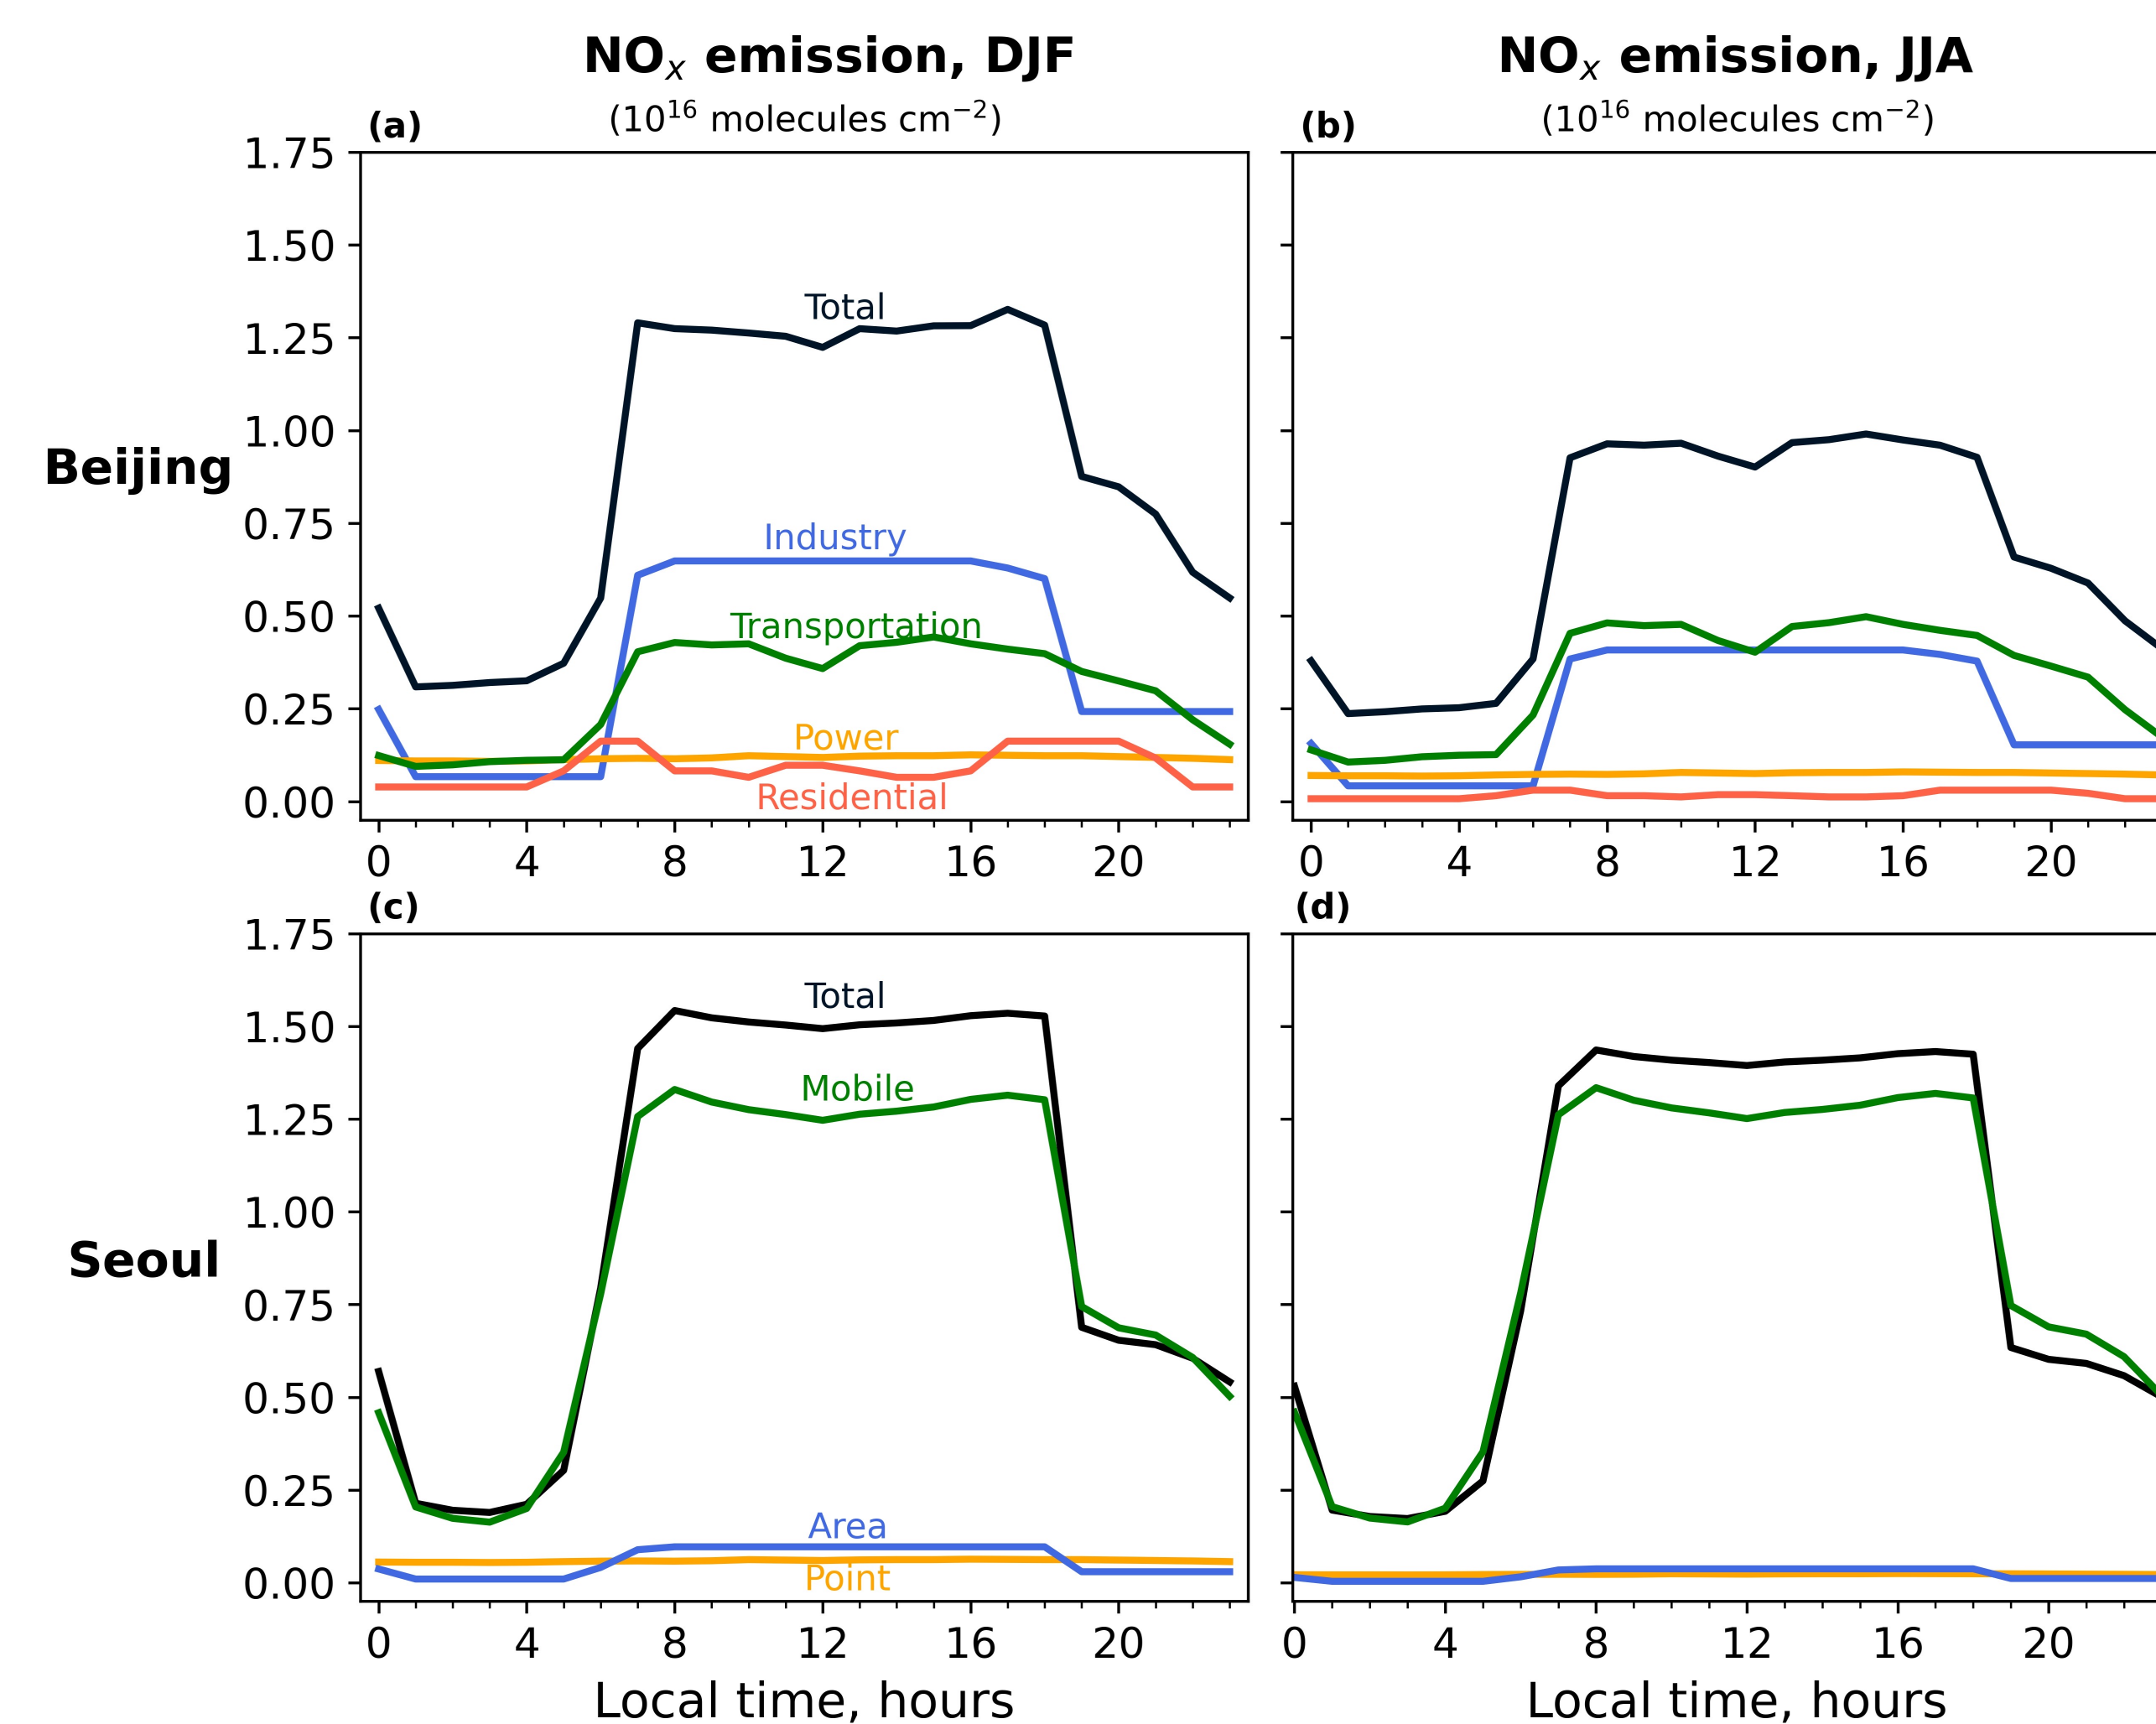 NOx emission, DJF
(10^16 molecules cm^−2)
NOx emission, JJA
(10^16 molecules cm^−2)
(a)
(b)
Beijing
1.75
1.50
1.25
1.00
0.75
0.50
0.25
0.00
Total
Industry
Transportation
Power
Residential
0 4 8 12 16 20
0 4 8 12 16 20
(c)
(d)
Seoul
1.75
1.50
1.25
1.00
0.75
0.50
0.25
0.00
Total
Mobile
Area
Point
0 4 8 12 16 20
0 4 8 12 16 20
Local time, hours
Local time, hours